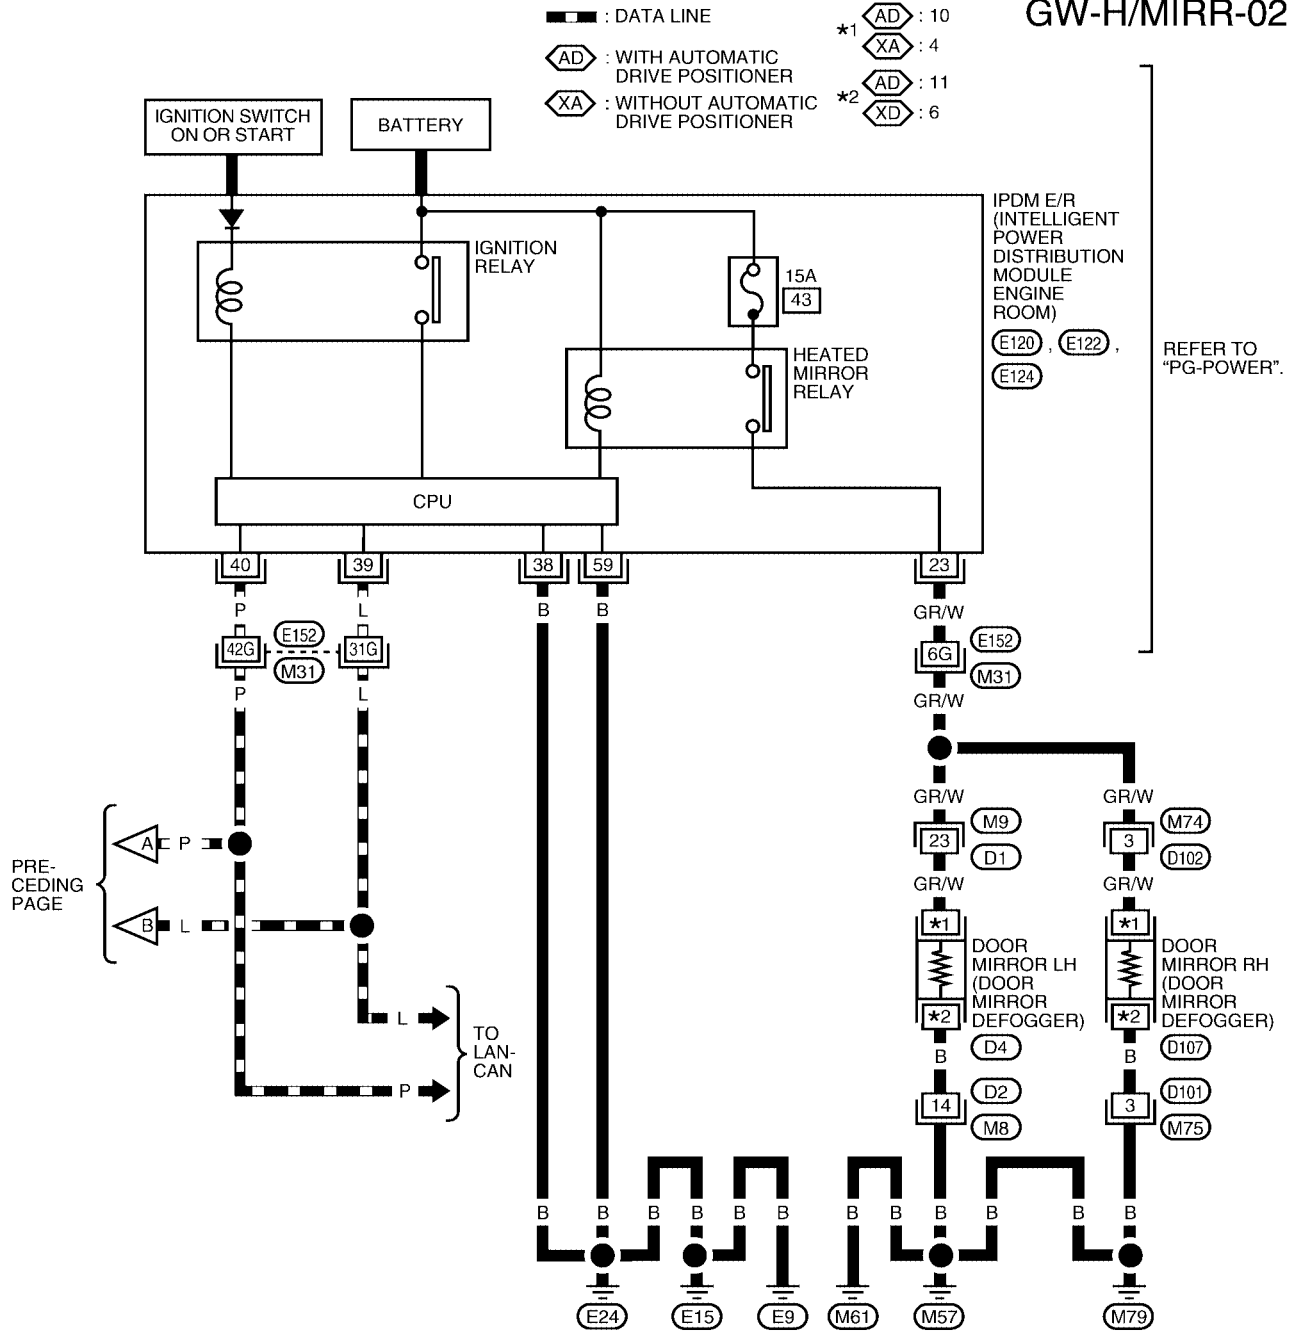 GW-H/MIRR-02
: DATA LINE
AD : WITH AUTOMATIC
DRIVE POSITIONER
XA : WITHOUT AUTOMATIC
DRIVE POSITIONER
*1 AD : 10
XA : 4
*2 AD : 11
XD : 6
IGNITION SWITCH
ON OR START
BATTERY
IGNITION
RELAY
15A
43
HEATED
MIRROR
RELAY
IPDM E/R
(INTELLIGENT
POWER
DISTRIBUTION
MODULE
ENGINE
ROOM)
E120 , E122 ,
E124
REFER TO
“PG-POWER”.
CPU
40 39 38 59 23
P L B B GR/W
42G E152 31G 6G E152
M31 M31
P L GR/W
GR/W GR/W
M9 M74
23 3
D1 D102
GR/W GR/W
PRE-
CEDING
PAGE
A P
B L
*1 *1
DOOR
MIRROR LH
(DOOR
MIRROR
DEFOGGER)
DOOR
MIRROR RH
(DOOR
MIRROR
DEFOGGER)
*2 *2
L
P
TO
LAN-
CAN
B D4 B D107
14 D2 3 D101
M8 M75
B B B B B B B B B B B B
E24 E15 E9 M61 M57 M79